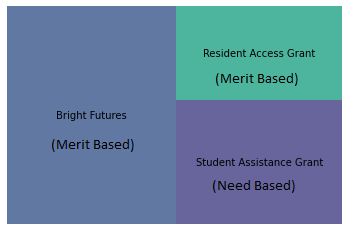 Resident Access Grant
(Merit Based)
Bright Futures
(Merit Based)
Student Assistance Grant
(Need Based)